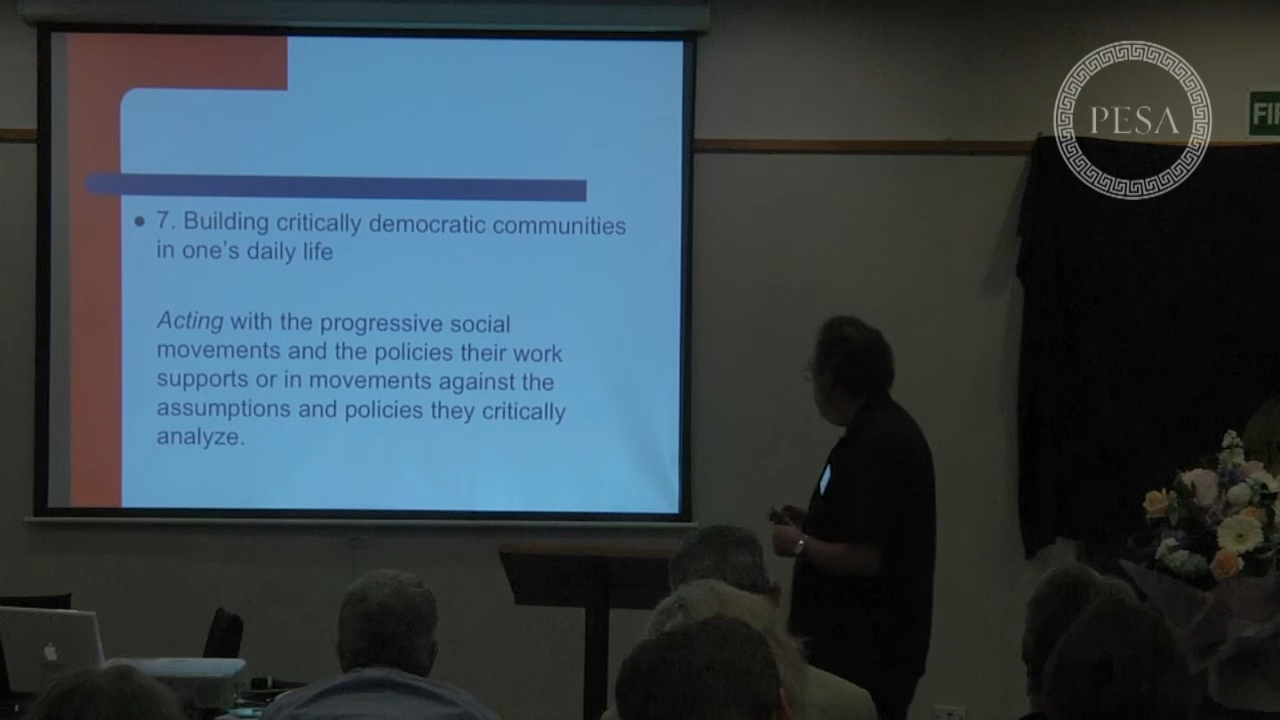 PESA
FI
• 7. Building critically democratic communities
in one's daily life
Acting with the progressive social
movements and the policies their work
supports or in movements against the
assumptions and policies they critically
analyze.